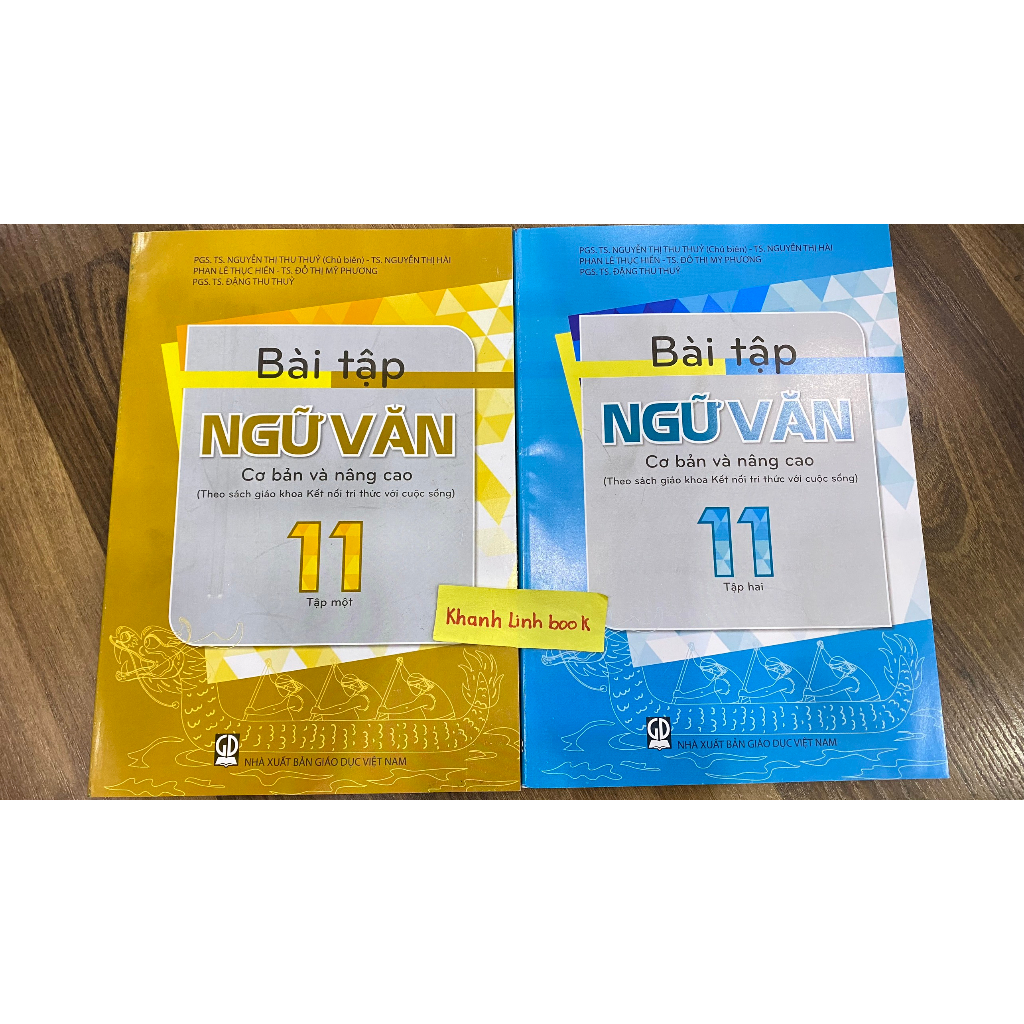 PGS. TS. NGUYỄN THỊ THU THUỶ (Chủ biên) - TS. NGUYỄN THỊ HẢI
PHAN LÊ THỤC HIỀN - TS. ĐỖ THỊ MỸ PHƯƠNG
PGS. TS. ĐẶNG THU THUỶ
Bài tập
NGỮ VĂN
Cơ bản và nâng cao
(Theo sách giáo khoa Kết nối tri thức với cuộc sống)
11
Tập một
GD
NHÀ XUẤT BẢN GIÁO DỤC VIỆT NAM
Khanh Linh book
PGS. TS. NGUYỄN THỊ THU THUỶ (Chủ biên) - TS. NGUYỄN THỊ HẢI
PHAN LÊ THỤC HIỀN - TS. ĐỖ THỊ MỸ PHƯƠNG
PGS. TS. ĐẶNG THU THUỶ
Bài tập
NGỮ VĂN
Cơ bản và nâng cao
(Theo sách giáo khoa Kết nối tri thức với cuộc sống)
11
Tập hai
GD
NHÀ XUẤT BẢN GIÁO DỤC VIỆT NAM